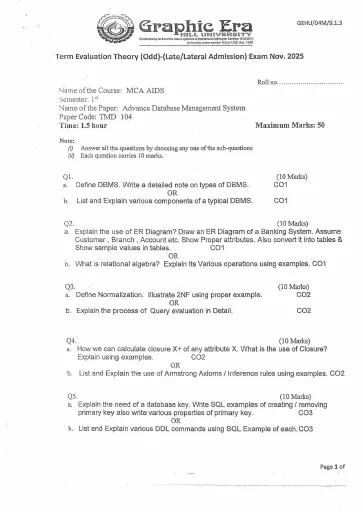 GEHU/04M/9.1.3
Graphic Era
HILL UNIVERSITY
Term Evaluation Theory (Odd)-(Late/Lateral Admission) Exam Nov. 2025
Roll no..............................
Name of the Course: MCA AIDS
Semester: 1st
Name of the Paper: Advance Database Management System
Paper Code: TMD 104
Time: 1.5 hour Maximum Marks: 50
Note:
(i) Answer all the questions by choosing any one of the sub-questions
(ii) Each question carries 10 marks.
Q1. (10 Marks)
a. Define DBMS. Write a detailed note on types of DBMS. CO1
OR
b. List and Explain various components of a typical DBMS. CO1
Q2. (10 Marks)
a. Explain the use of ER Diagram? Draw an ER Diagram of a Banking System. Assume
Customer , Branch , Account etc. Show Proper attributes. Also convert it into tables &
Show sample values in tables. CO1
OR
b. What is relational algebra? Explain Its Various operations using examples. CO1
Q3. (10 Marks)
a. Define Normalization. Illustrate 2NF using proper example. CO2
OR
b. Explain the process of Query evaluation in Detail. CO2
Q4. (10 Marks)
a. How we can calculate closure X+ of any attribute X. What is the use of Closure?
Explain using examples. CO2
OR
b. List and Explain the use of Armstrong Axioms / Inference rules using examples. CO2
Q5. (10 Marks)
a. Explain the need of a database key. Write SQL examples of creating / removing
primary key also write various properties of primary key. CO3
OR
b. List and Explain various DDL commands using SQL Example of each. CO3
Page 1 of